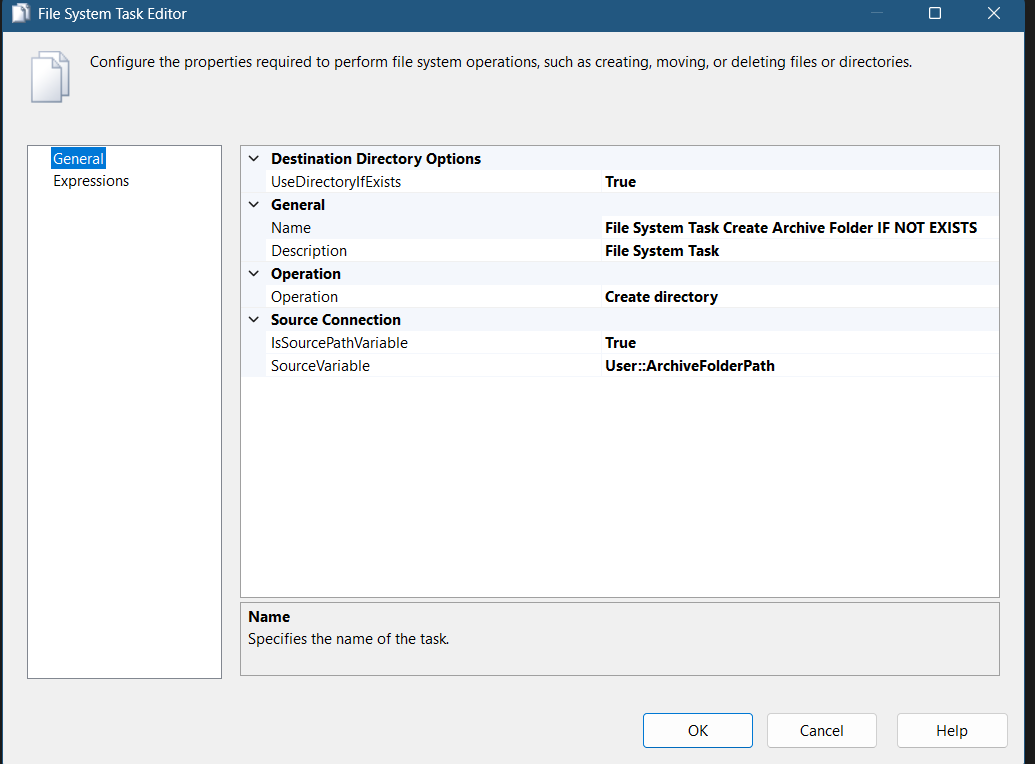 File System Task Editor
Configure the properties required to perform file system operations, such as creating, moving, or deleting files or directories.
General
Expressions
Destination Directory Options
UseDirectoryIfExists True
General
Name File System Task Create Archive Folder IF NOT EXISTS
Description File System Task
Operation
Operation Create directory
Source Connection
IsSourcePathVariable True
SourceVariable User::ArchiveFolderPath
Name
Specifies the name of the task.
OK Cancel Help